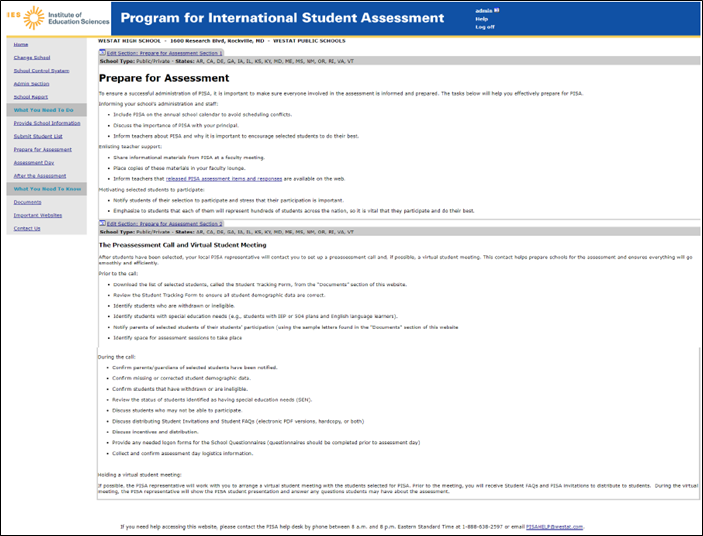 IES Institute of
Education Sciences
Program for International Student Assessment
admin
Help
Log off
Home
Change School
School Control System
Admin Section
School Report
What You Need To Do
Provide School Information
Submit Student List
Prepare for Assessment
Assessment Day
After the Assessment
What You Need To Know
Documents
Important Websites
Contact Us
WESTAT HIGH SCHOOL - 1600 Research Blvd, Rockville, MD - WESTAT PUBLIC SCHOOLS
Edit Section: Prepare for Assessment Section 1
School Type: Public/Private - States: AR, CA, DE, GA, IA, IL, KS, KY, MD, ME, MS, NM, OR, RI, VA, VT
Prepare for Assessment
To ensure a successful administration of PISA, it is important to make sure everyone involved in the assessment is informed and prepared. The tasks below will help you effectively prepare for PISA.
Informing your school's administration and staff:
• Include PISA on the annual school calendar to avoid scheduling conflicts.
• Discuss the importance of PISA with your principal.
• Inform teachers about PISA and why it is important to encourage selected students to do their best.
Enlisting teacher support:
• Share informational materials from PISA at a faculty meeting.
• Place copies of these materials in your faculty lounge.
• Inform teachers that released PISA assessment items and responses are available on the web.
Motivating selected students to participate:
• Notify students of their selection to participate and stress that their participation is important.
• Emphasize to students that each of them will represent hundreds of students across the nation, so it is vital that they participate and do their best.
Edit Section: Prepare for Assessment Section 2
School Type: Public/Private - States: AR, CA, DE, GA, IA, IL, KS, KY, MD, ME, MS, NM, OR, RI, VA, VT
The Preassessment Call and Virtual Student Meeting
After students have been selected, your local PISA representative will contact you to set up a preassessment call and, if possible, a virtual student meeting. This contact helps prepare schools for the assessment and ensures everything will go
smoothly and efficiently.
Prior to the call:
• Download the list of selected students, called the Student Tracking Form, from the "Documents" section of this website.
• Review the Student Tracking Form to ensure all student demographic data are correct.
• Identify students who are withdrawn or ineligible.
• Identify students with special education needs (e.g., students with IEP or 504 plans and English language learners).
• Notify parents of selected students of their students' participation (using the sample letters found in the "Documents" section of this website
• Identify space for assessment sessions to take place
During the call:
• Confirm parents/guardians of selected students have been notified.
• Confirm missing or corrected student demographic data.
• Confirm students that have withdrawn or are ineligible.
• Review the status of students identified as having special education needs (SEN).
• Discuss students who may not be able to participate.
• Discuss distributing Student Invitations and Student FAQs (electronic PDF versions, hardcopy, or both)
• Discuss incentives and distribution.
• Provide any needed logon forms for the School Questionnaires (questionnaires should be completed prior to assessment day)
• Collect and confirm assessment day logistics information.
Holding a virtual student meeting:
If possible, the PISA representative will work with you to arrange a virtual student meeting with the students selected for PISA. Prior to the meeting, you will receive Student FAQs and PISA Invitations to distribute to students. During the virtual
meeting, the PISA representative will show the PISA student presentation and answer any questions students may have about the assessment.
If you need help accessing this website, please contact the PISA help desk by phone between 8 a.m. and 8 p.m. Eastern Standard Time at 1-888-638-2597 or email PISAHELP@westat.com.